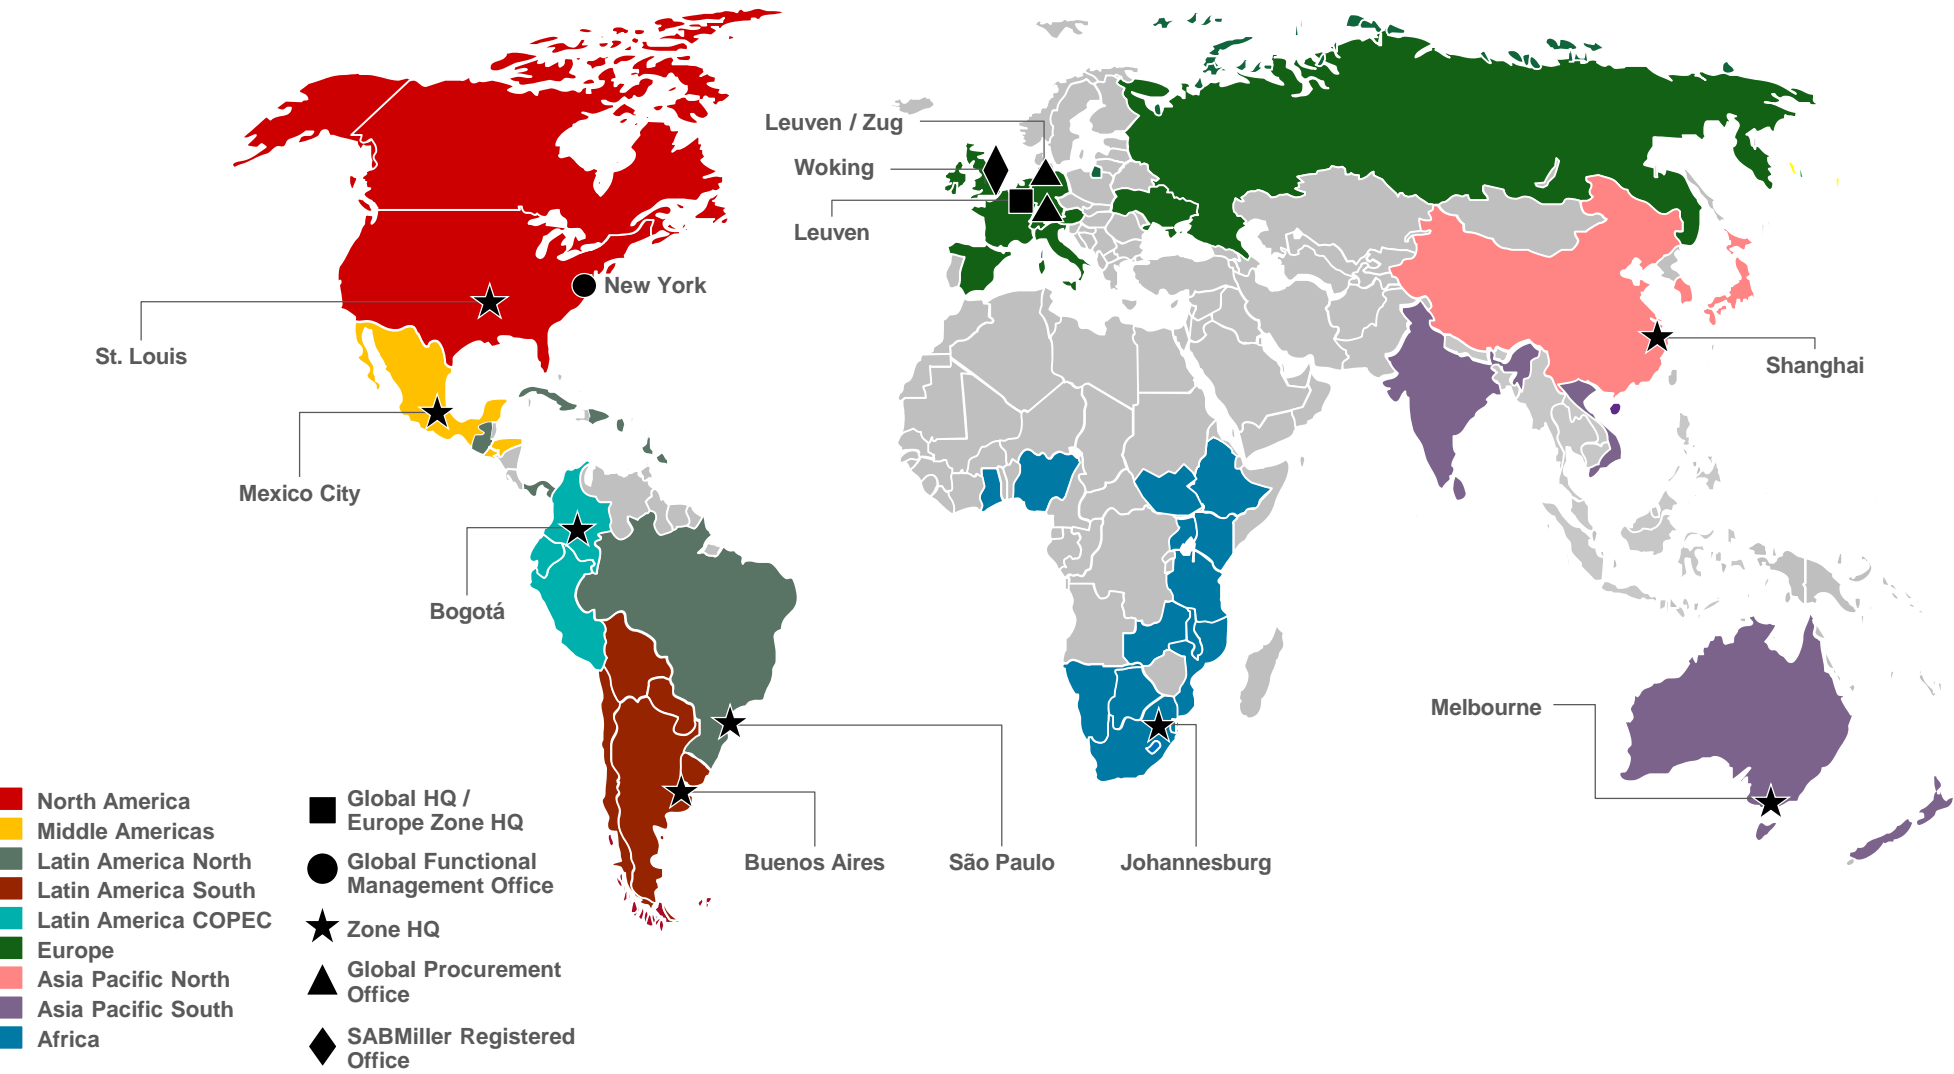 Leuven / Zug
Woking
Leuven
New York
St. Louis
Shanghai
Mexico City
Bogotá
Melbourne
Buenos Aires
São Paulo
Johannesburg
North America
Middle Americas
Latin America North
Latin America South
Latin America COPEC
Europe
Asia Pacific North
Asia Pacific South
Africa
Global HQ /
Europe Zone HQ
Global Functional
Management Office
Zone HQ
Global Procurement
Office
SABMiller Registered
Office